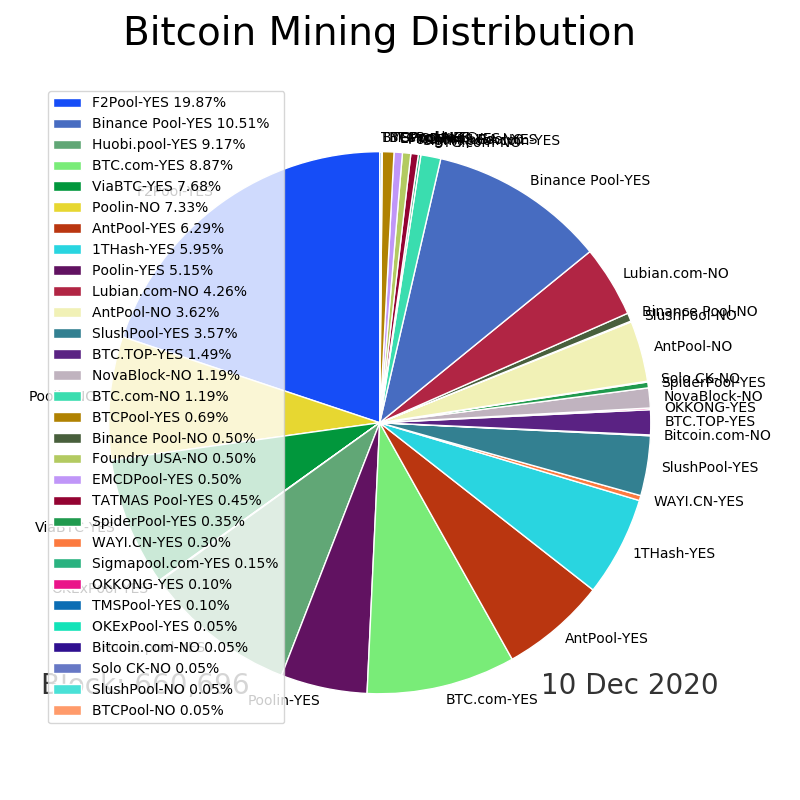 Bitcoin Mining Distribution
F2Pool-YES 19.87%
Binance Pool-YES 10.51%
Huobi.pool-YES 9.17%
BTC.com-YES 8.87%
ViaBTC-YES 7.68%
Poolin-NO 7.33%
AntPool-YES 6.29%
1THash-YES 5.95%
Poolin-YES 5.15%
Lubian.com-NO 4.26%
AntPool-NO 3.62%
SlushPool-YES 3.57%
BTC.TOP-YES 1.49%
NovaBlock-NO 1.19%
BTC.com-NO 1.19%
BTCPool-YES 0.69%
Binance Pool-NO 0.50%
Foundry USA-NO 0.50%
EMCDPool-YES 0.50%
TATMAS Pool-YES 0.45%
SpiderPool-YES 0.35%
WAYI.CN-YES 0.30%
Sigmapool.com-YES 0.15%
OKKONG-YES 0.10%
TMSPool-YES 0.10%
OKExPool-YES 0.05%
Bitcoin.com-NO 0.05%
Solo CK-NO 0.05%
SlushPool-NO 0.05%
BTCPool-NO 0.05%
Binance Pool-YES
Lubian.com-NO
Binance Pool-NO
SlushPool-NO
AntPool-NO
Solo CK-NO
SpiderPool-YES
NovaBlock-NO
OKKONG-YES
BTC.TOP-YES
Bitcoin.com-NO
SlushPool-YES
WAYI.CN-YES
1THash-YES
AntPool-YES
BTC.com-YES
Poolin-YES
OKExPool-YES
ViaBTC-YES
F2Pool-YES
Block: 660,696
10 Dec 2020